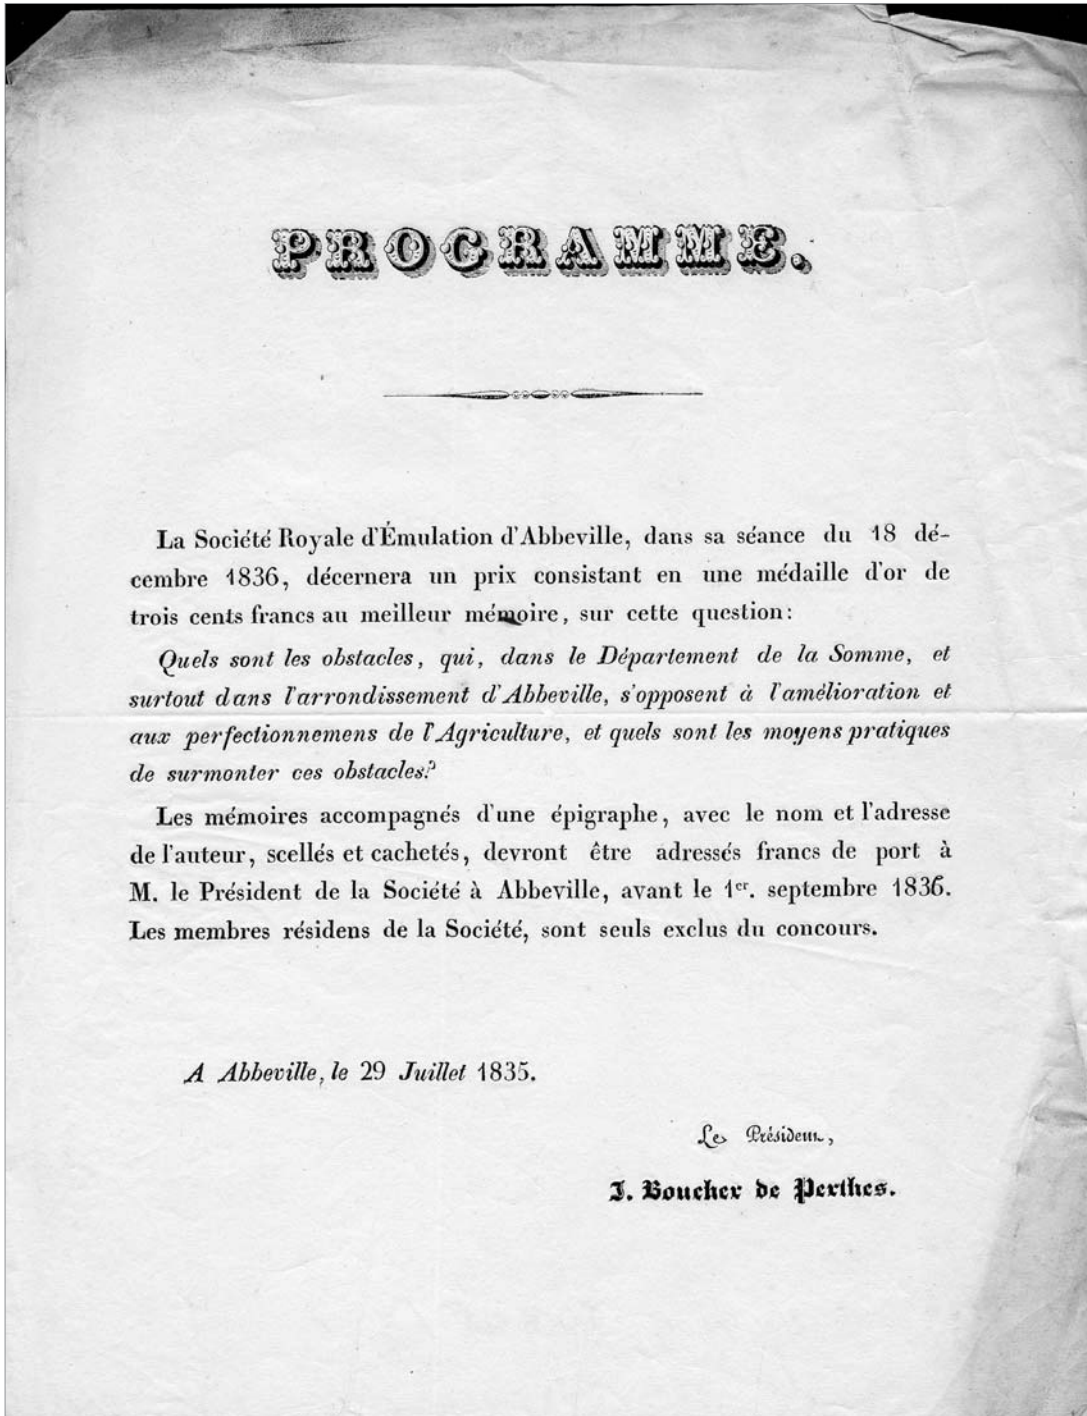 PROGRAMME.
La Société Royale d'Émulation d'Abbeville, dans sa séance du 18 dé-
cembre 1836, décernera un prix consistant en une médaille d'or de
trois cents francs au meilleur mémoire, sur cette question:
Quels sont les obstacles, qui, dans le Département de la Somme, et
surtout dans l'arrondissement d'Abbeville, s'opposent à l'amélioration et
aux perfectionnemens de l'Agriculture, et quels sont les moyens pratiques
de surmonter ces obstacles?
Les mémoires accompagnés d'une épigraphe, avec le nom et l'adresse
de l'auteur, scellés et cachetés, devront être adressés francs de port à
M. le Président de la Société à Abbeville, avant le 1er. septembre 1836.
Les membres résidens de la Société, sont seuls exclus du concours.
A Abbeville, le 29 Juillet 1835.
Le Président,
J. Boucher de Perthes.